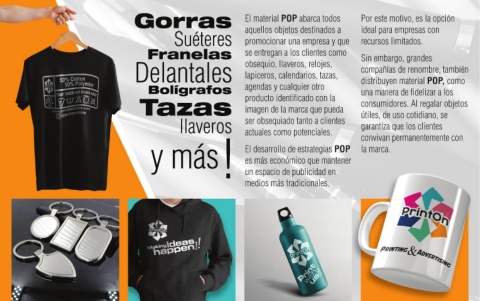 50% Cotton
50% Polyester
Gorras
Suéteres
Franelas
Delantales
Bolígrafos
Tazas
llaveros
y más!
El material POP abarca todos
aquellos objetos destinados a
promocionar una empresa y que
se entregan a los clientes como
obsequio, llaveros, relojes,
lapiceros, calendarios, tazas,
agendas y cualquier otro
producto identificado con la
imagen de la marca que pueda
ser obsequiado tanto a clientes
actuales como potenciales.
El desarrollo de estrategias POP
es más económico que mantener
un espacio de publicidad en
medios más tradicionales.
Por este motivo, es la opción
ideal para empresas con
recursos limitados.
Sin embargo, grandes
compañías de renombre, también
distribuyen material POP, como
una manera de fidelizar a los
consumidores. Al regalar objetos
útiles, de uso cotidiano, se
garantiza que los clientes
convivan permanentemente con
la marca.
Making Ideas
happen!!
Print
PrintOn
Printing & Advertising